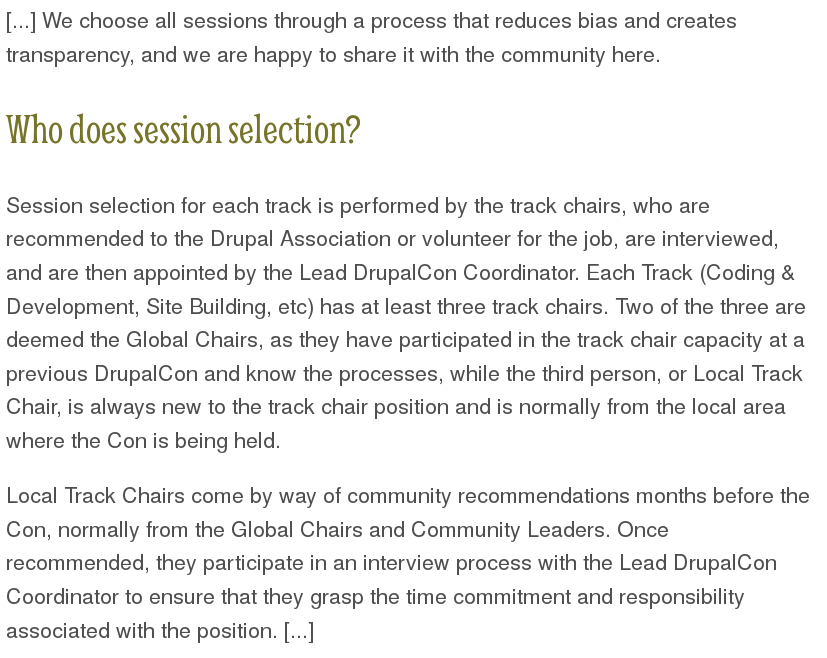 [...] We choose all sessions through a process that reduces bias and creates
transparency, and we are happy to share it with the community here.
Who does session selection?
Session selection for each track is performed by the track chairs, who are
recommended to the Drupal Association or volunteer for the job, are interviewed,
and are then appointed by the Lead DrupalCon Coordinator. Each Track (Coding &
Development, Site Building, etc) has at least three track chairs. Two of the three are
deemed the Global Chairs, as they have participated in the track chair capacity at a
previous DrupalCon and know the processes, while the third person, or Local Track
Chair, is always new to the track chair position and is normally from the local area
where the Con is being held.
Local Track Chairs come by way of community recommendations months before the
Con, normally from the Global Chairs and Community Leaders. Once
recommended, they participate in an interview process with the Lead DrupalCon
Coordinator to ensure that they grasp the time commitment and responsibility
associated with the position. [...]